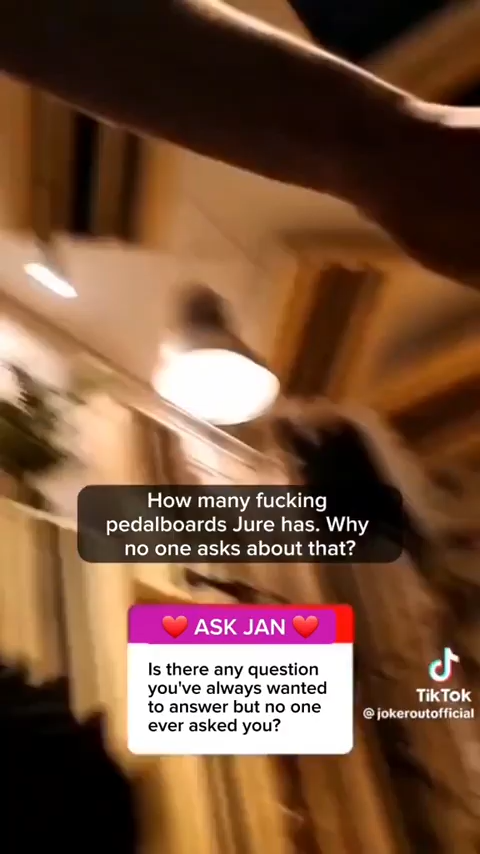 How many fucking
pedalboards Jure has. Why
no one asks about that?
❤️ ASK JAN ❤️
Is there any question
you've always wanted
to answer but no one
ever asked you?
TikTok
@jokeroutofficial